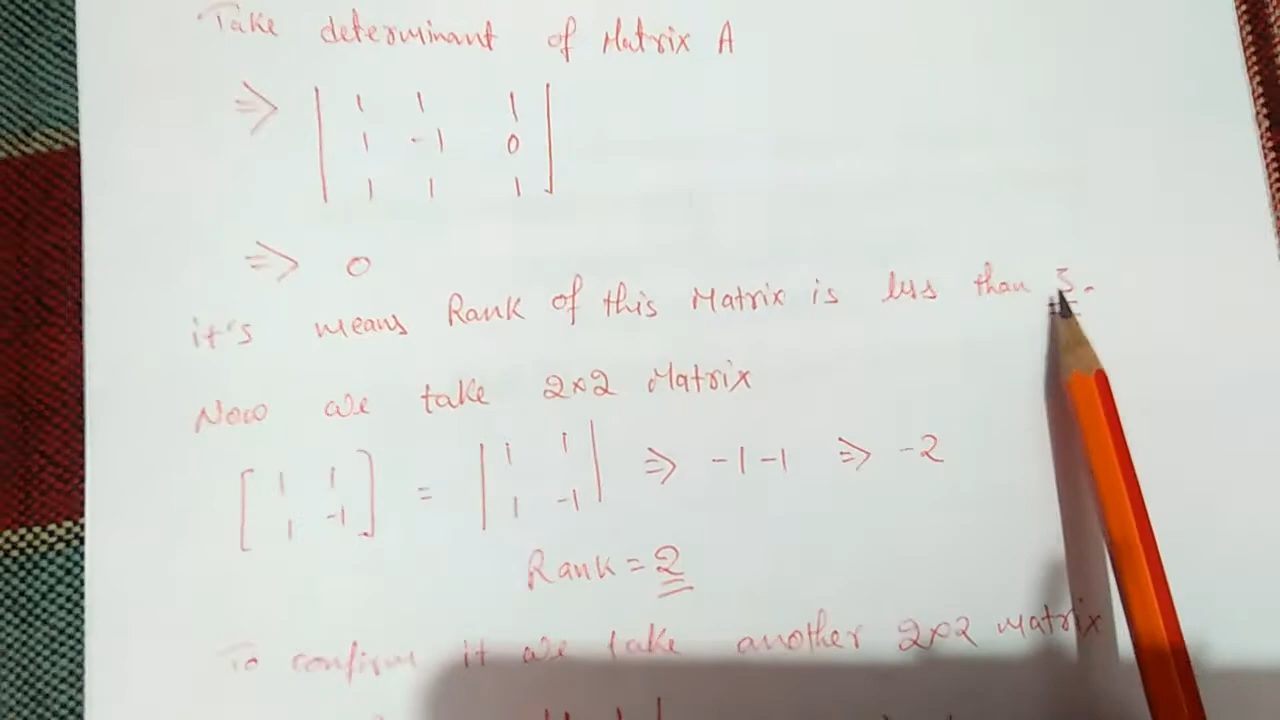 Take determinant of Matrix A
⇒ | 1 1 1 |
| 1 -1 0 |
| 1 1 1 |
⇒ 0
it's means Rank of this Matrix is less than 3.
Now we take 2×2 Matrix
[ 1 1 ] = | 1 1 | ⇒ -1-1 ⇒ -2
[ 1 -1 ] | 1 -1 |
Rank = 2
To confirm it we take another 2×2 matrix